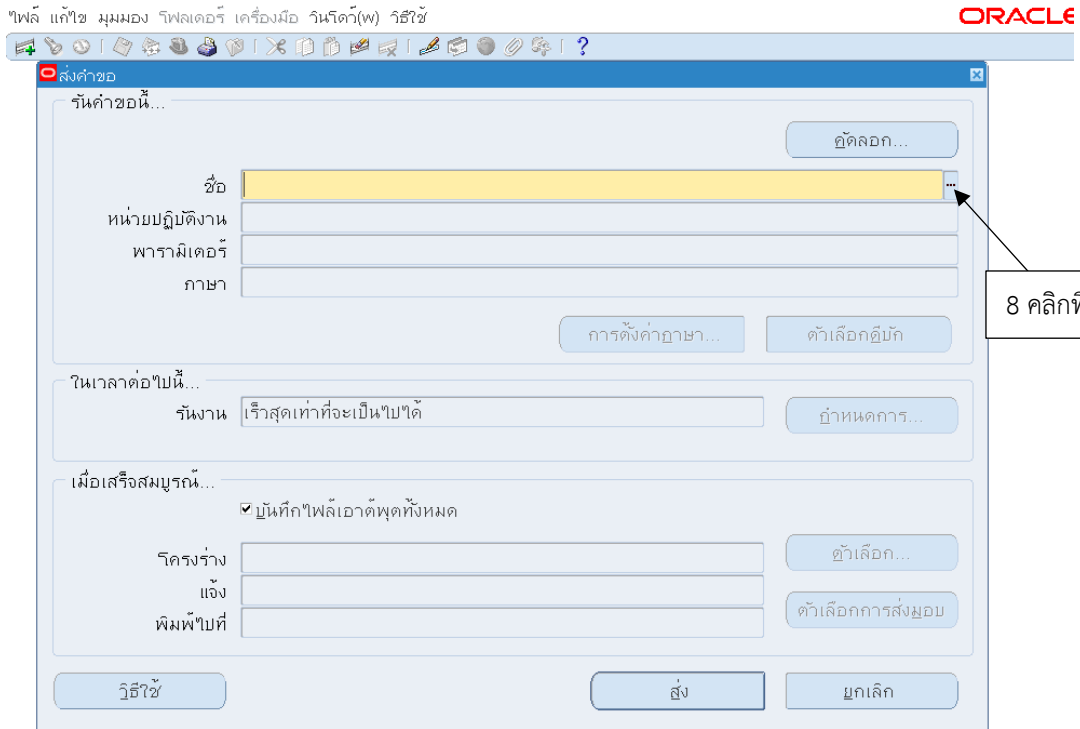 ไฟล์ แก้ไข มุมมอง โฟลเดอร์ เครื่องมือ วินโดว์(w) วิธีใช้
ORACLE
ส่งคำขอ
รันคำขอนี้...
คัดลอก...
ชื่อ
หน่วยปฏิบัติงาน
พารามิเตอร์
ภาษา
8 คลิกที่
การตั้งค่าภาษา... ตัวเลือกดีบัก
ในเวลาต่อไปนี้...
รันงาน เร็วสุดเท่าที่จะเป็นไปได้ กำหนดการ...
เมื่อเสร็จสมบูรณ์...
บันทึกไฟล์เอาต์พุตทั้งหมด
โครงร่าง ตัวเลือก...
แจ้ง
ตัวเลือกการส่งมอบ
พิมพ์ไปที่
วิธีใช้ ส่ง ยกเลิก